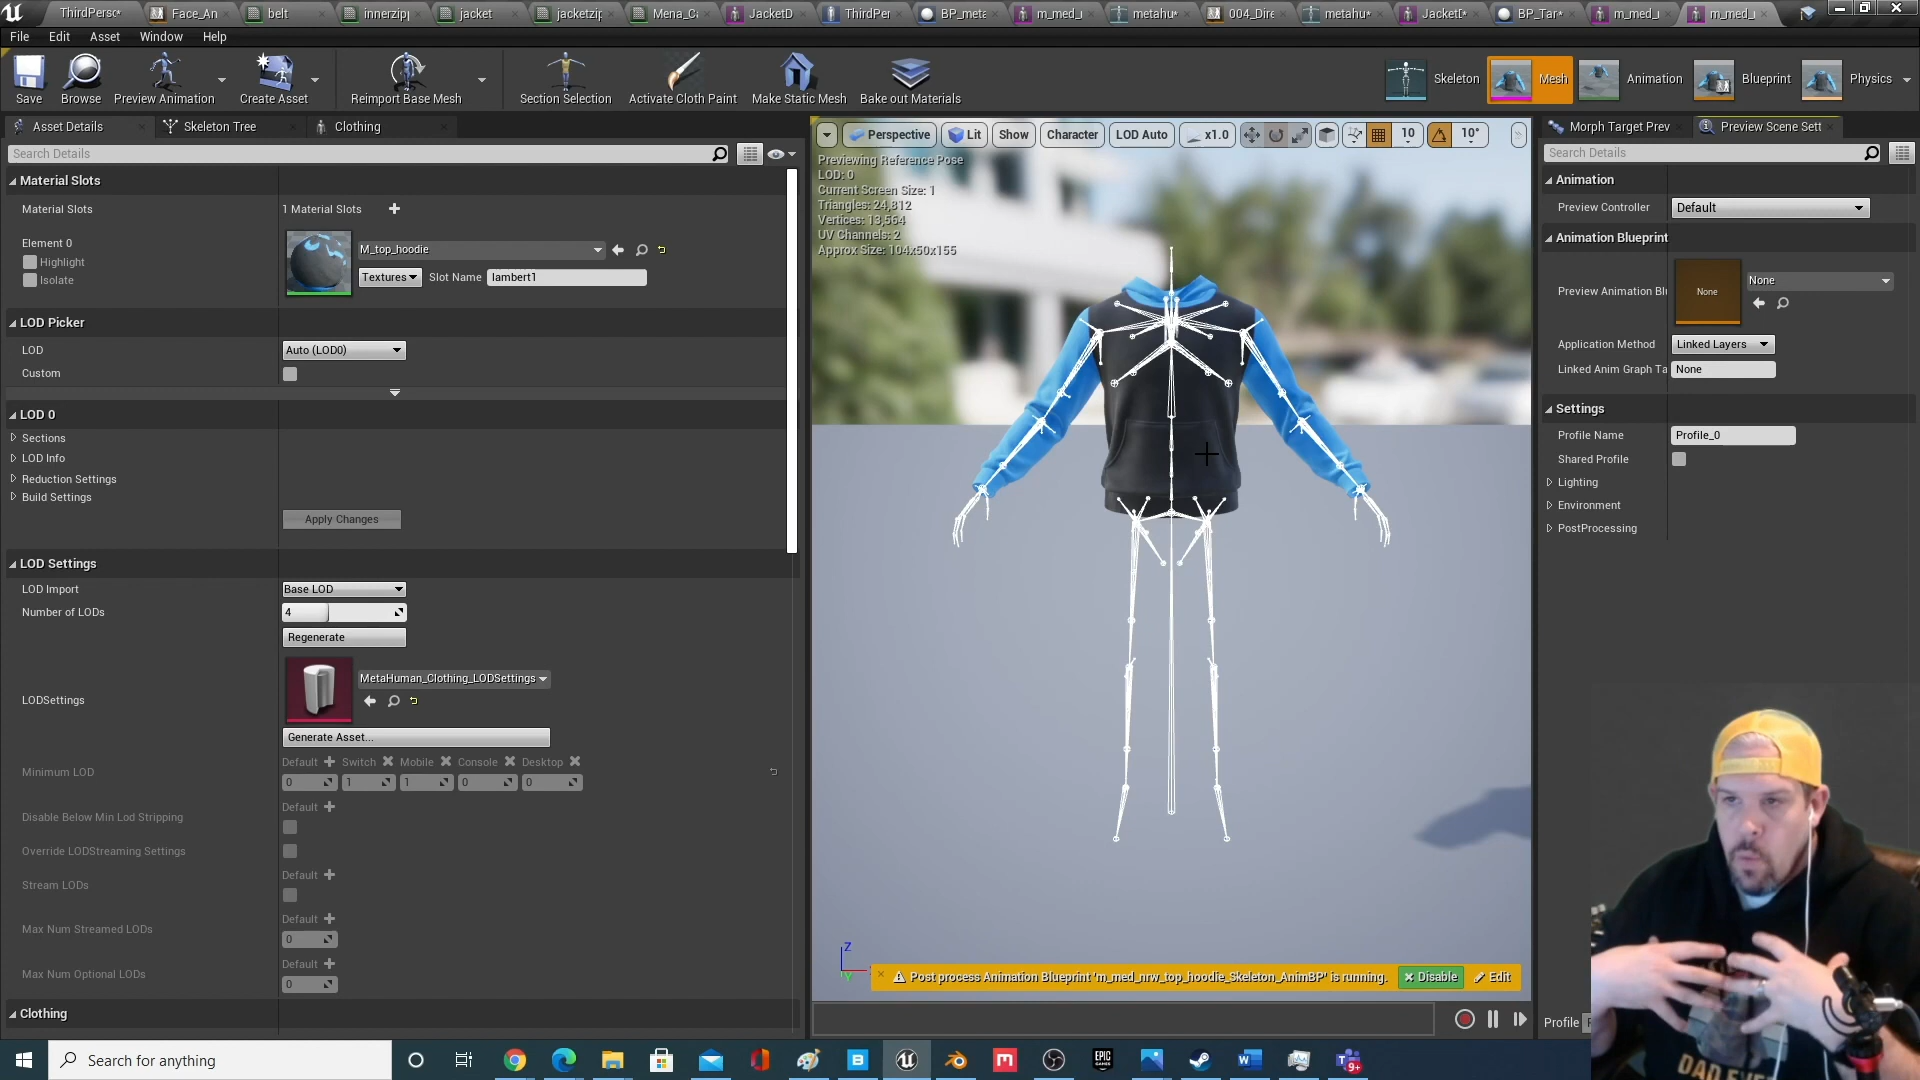 ThirdPersc*
Face_An
belt
innerzipp
jacket
jacketzip
Mena_Ca
JacketD
ThirdPer
BP_meta
m_med_
metahu*
004_Dire
metahu*
JacketD*
BP_Tar*
m_med_
m_med_
File Edit Asset Window Help
Save
Browse
Preview Animation
Create Asset
Reimport Base Mesh
Section Selection
Activate Cloth Paint
Make Static Mesh
Bake out Materials
Skeleton
Mesh
Animation
Blueprint
Physics
Asset Details
Skeleton Tree
Clothing
Search Details
Material Slots
Material Slots
1 Material Slots
Element 0
Highlight
Isolate
M_top_hoodie
Textures
Slot Name
lambert1
LOD Picker
LOD
Auto (LOD0)
Custom
LOD 0
Sections
LOD Info
Reduction Settings
Build Settings
Apply Changes
LOD Settings
LOD Import
Base LOD
Number of LODs
4
Regenerate
LODSettings
MetaHuman_Clothing_LODSettings
Generate Asset...
Minimum LOD
Default Switch Mobile Console Desktop
0 1 1 0 0
Default
Disable Below Min Lod Stripping
Override LODStreaming Settings
Default
Stream LODs
Default
Max Num Streamed LODs
0
Default
Max Num Optional LODs
0
Clothing
Perspective
Lit
Show
Character
LOD Auto
x1.0
10
10°
Previewing Reference Pose
LOD: 0
Current Screen Size: 1
Triangles: 24,812
Vertices: 13,564
UV Channels: 2
Approx Size: 104x50x155
Z
Y
Post process Animation Blueprint 'm_med_nrw_top_hoodie_Skeleton_AnimBP' is running.
Disable
Edit
Morph Target Prev
Preview Scene Sett
Search Details
Animation
Preview Controller
Default
Animation Blueprint
Preview Animation Blu
None
None
Application Method
Linked Layers
Linked Anim Graph Ta
None
Settings
Profile Name
Profile_0
Shared Profile
Lighting
Environment
PostProcessing
Profile
DAD EVE
Search for anything
EPIC
GAMES
9+